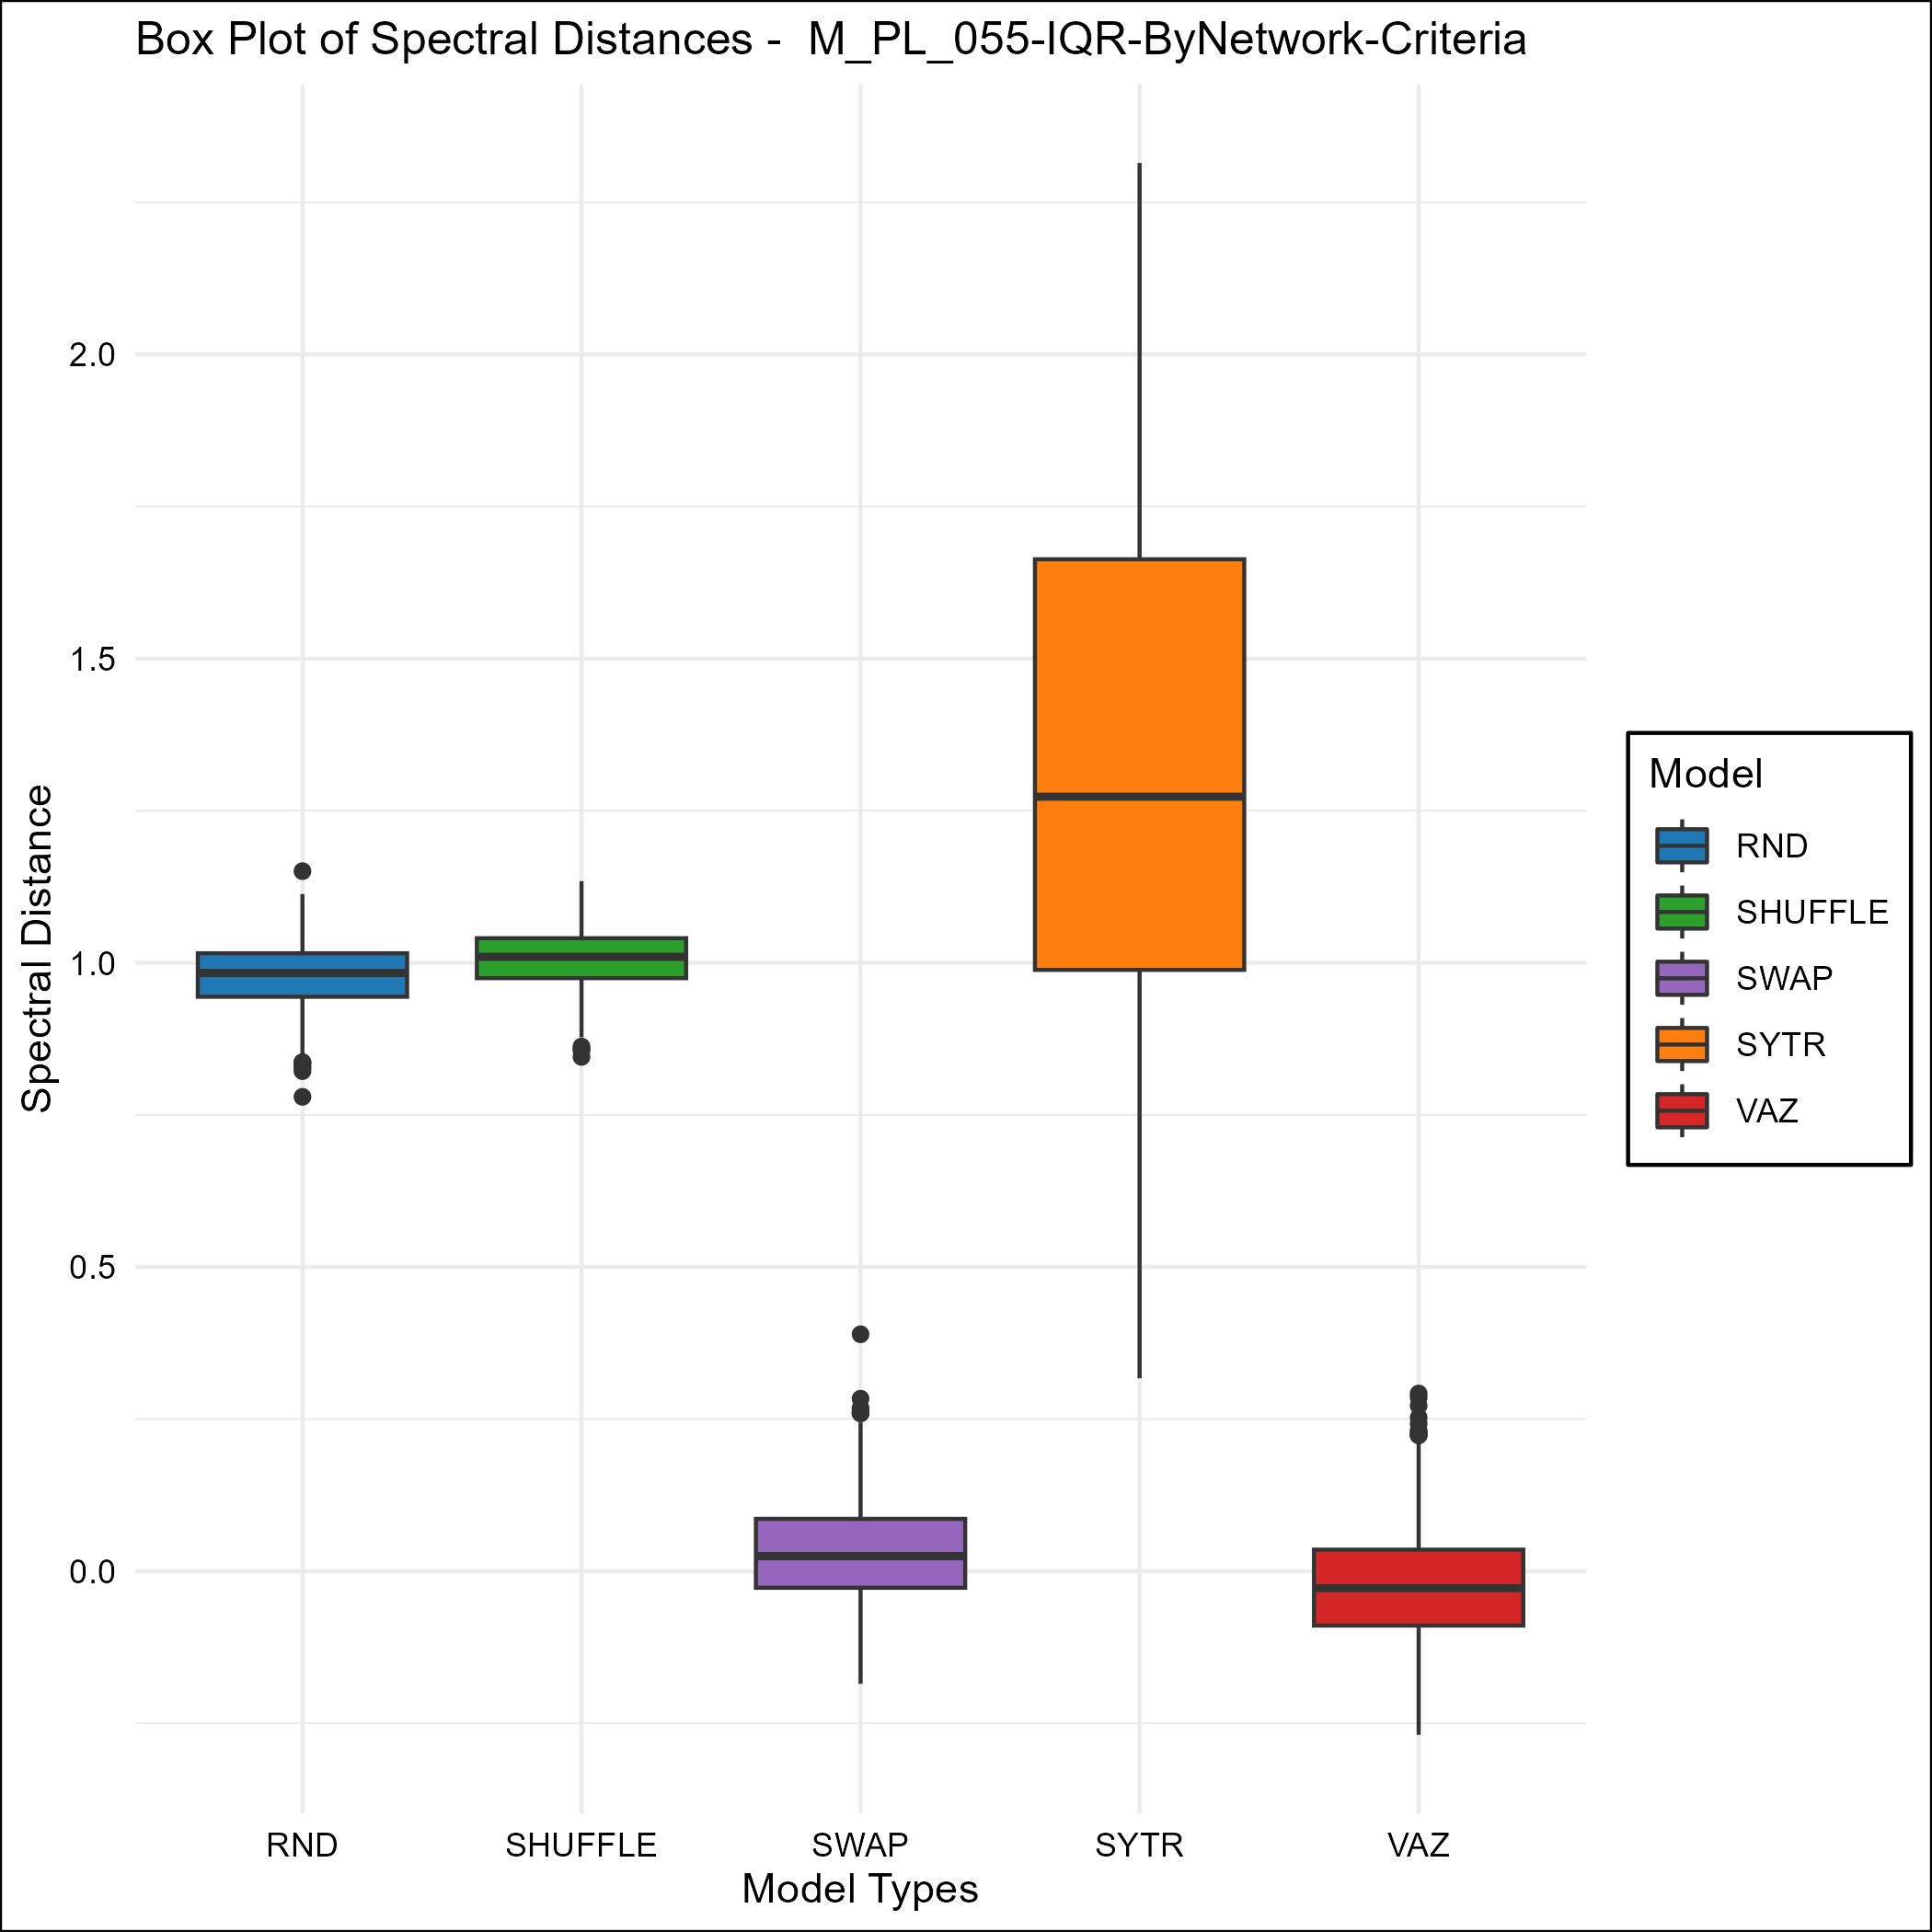 Box Plot of Spectral Distances -  M_PL_055-IQR-ByNetwork-Criteria
Spectral Distance
2.0
1.5
1.0
0.5
0.0
RND
SHUFFLE
SWAP
SYTR
VAZ
Model Types
Model
RND
SHUFFLE
SWAP
SYTR
VAZ